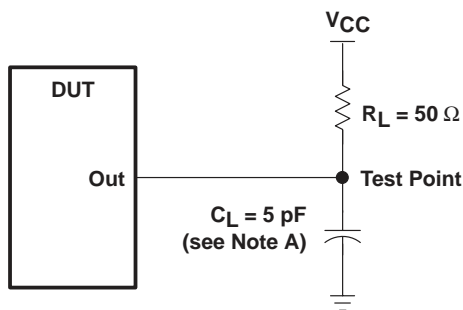 VCC
DUT
RL = 50 Ω
Out
Test Point
CL = 5 pF
(see Note A)